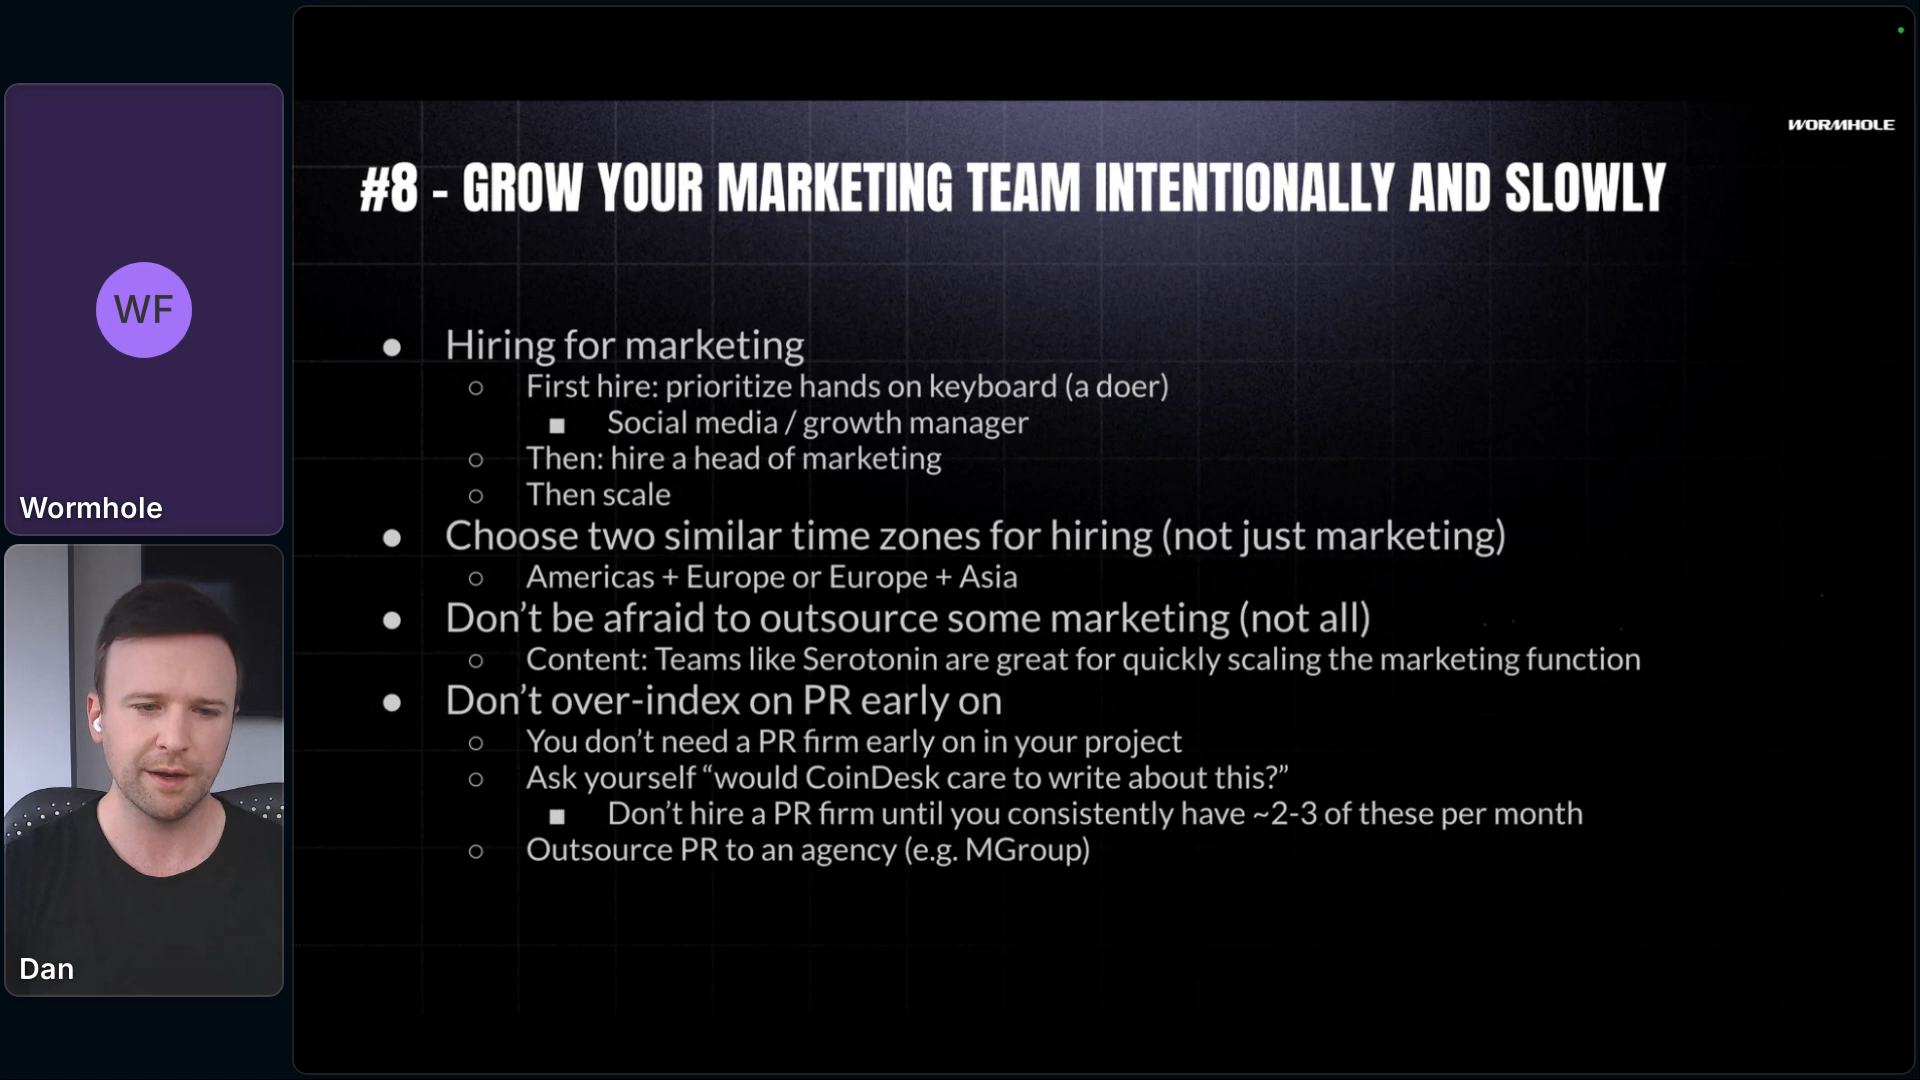 WF
Wormhole
Dan
WORMHOLE
#8 - GROW YOUR MARKETING TEAM INTENTIONALLY AND SLOWLY
● Hiring for marketing
○ First hire: prioritize hands on keyboard (a doer)
■ Social media / growth manager
○ Then: hire a head of marketing
○ Then scale
● Choose two similar time zones for hiring (not just marketing)
○ Americas + Europe or Europe + Asia
● Don’t be afraid to outsource some marketing (not all)
○ Content: Teams like Serotonin are great for quickly scaling the marketing function
● Don’t over-index on PR early on
○ You don’t need a PR firm early on in your project
○ Ask yourself “would CoinDesk care to write about this?”
■ Don’t hire a PR firm until you consistently have ~2-3 of these per month
○ Outsource PR to an agency (e.g. MGroup)